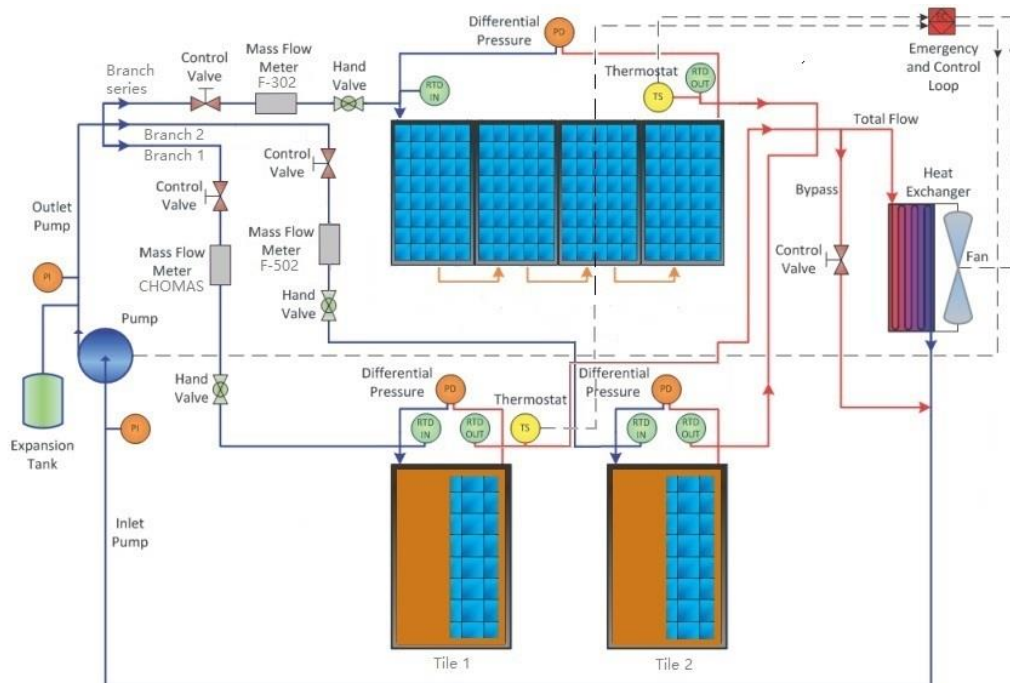 Differential
Pressure
PD
EC
Emergency
and Control
Loop
Branch
series
Control
Valve
Mass Flow
Meter
F-302
Hand
Valve
RTD
IN
Thermostat
TS
RTD
OUT
Total Flow
Branch 2
Branch 1
Control
Valve
Control
Valve
Bypass
Heat
Exchanger
Outlet
Pump
Mass Flow
Meter
CHOMAS
Mass Flow
Meter
F-502
Control
Valve
Fan
PI
Hand
Valve
Pump
Hand
Valve
Differential
Pressure
PD
Thermostat
Differential
Pressure
PD
Expansion
Tank
PI
RTD
IN
RTD
OUT
TS
RTD
IN
RTD
OUT
Inlet
Pump
Tile 1
Tile 2